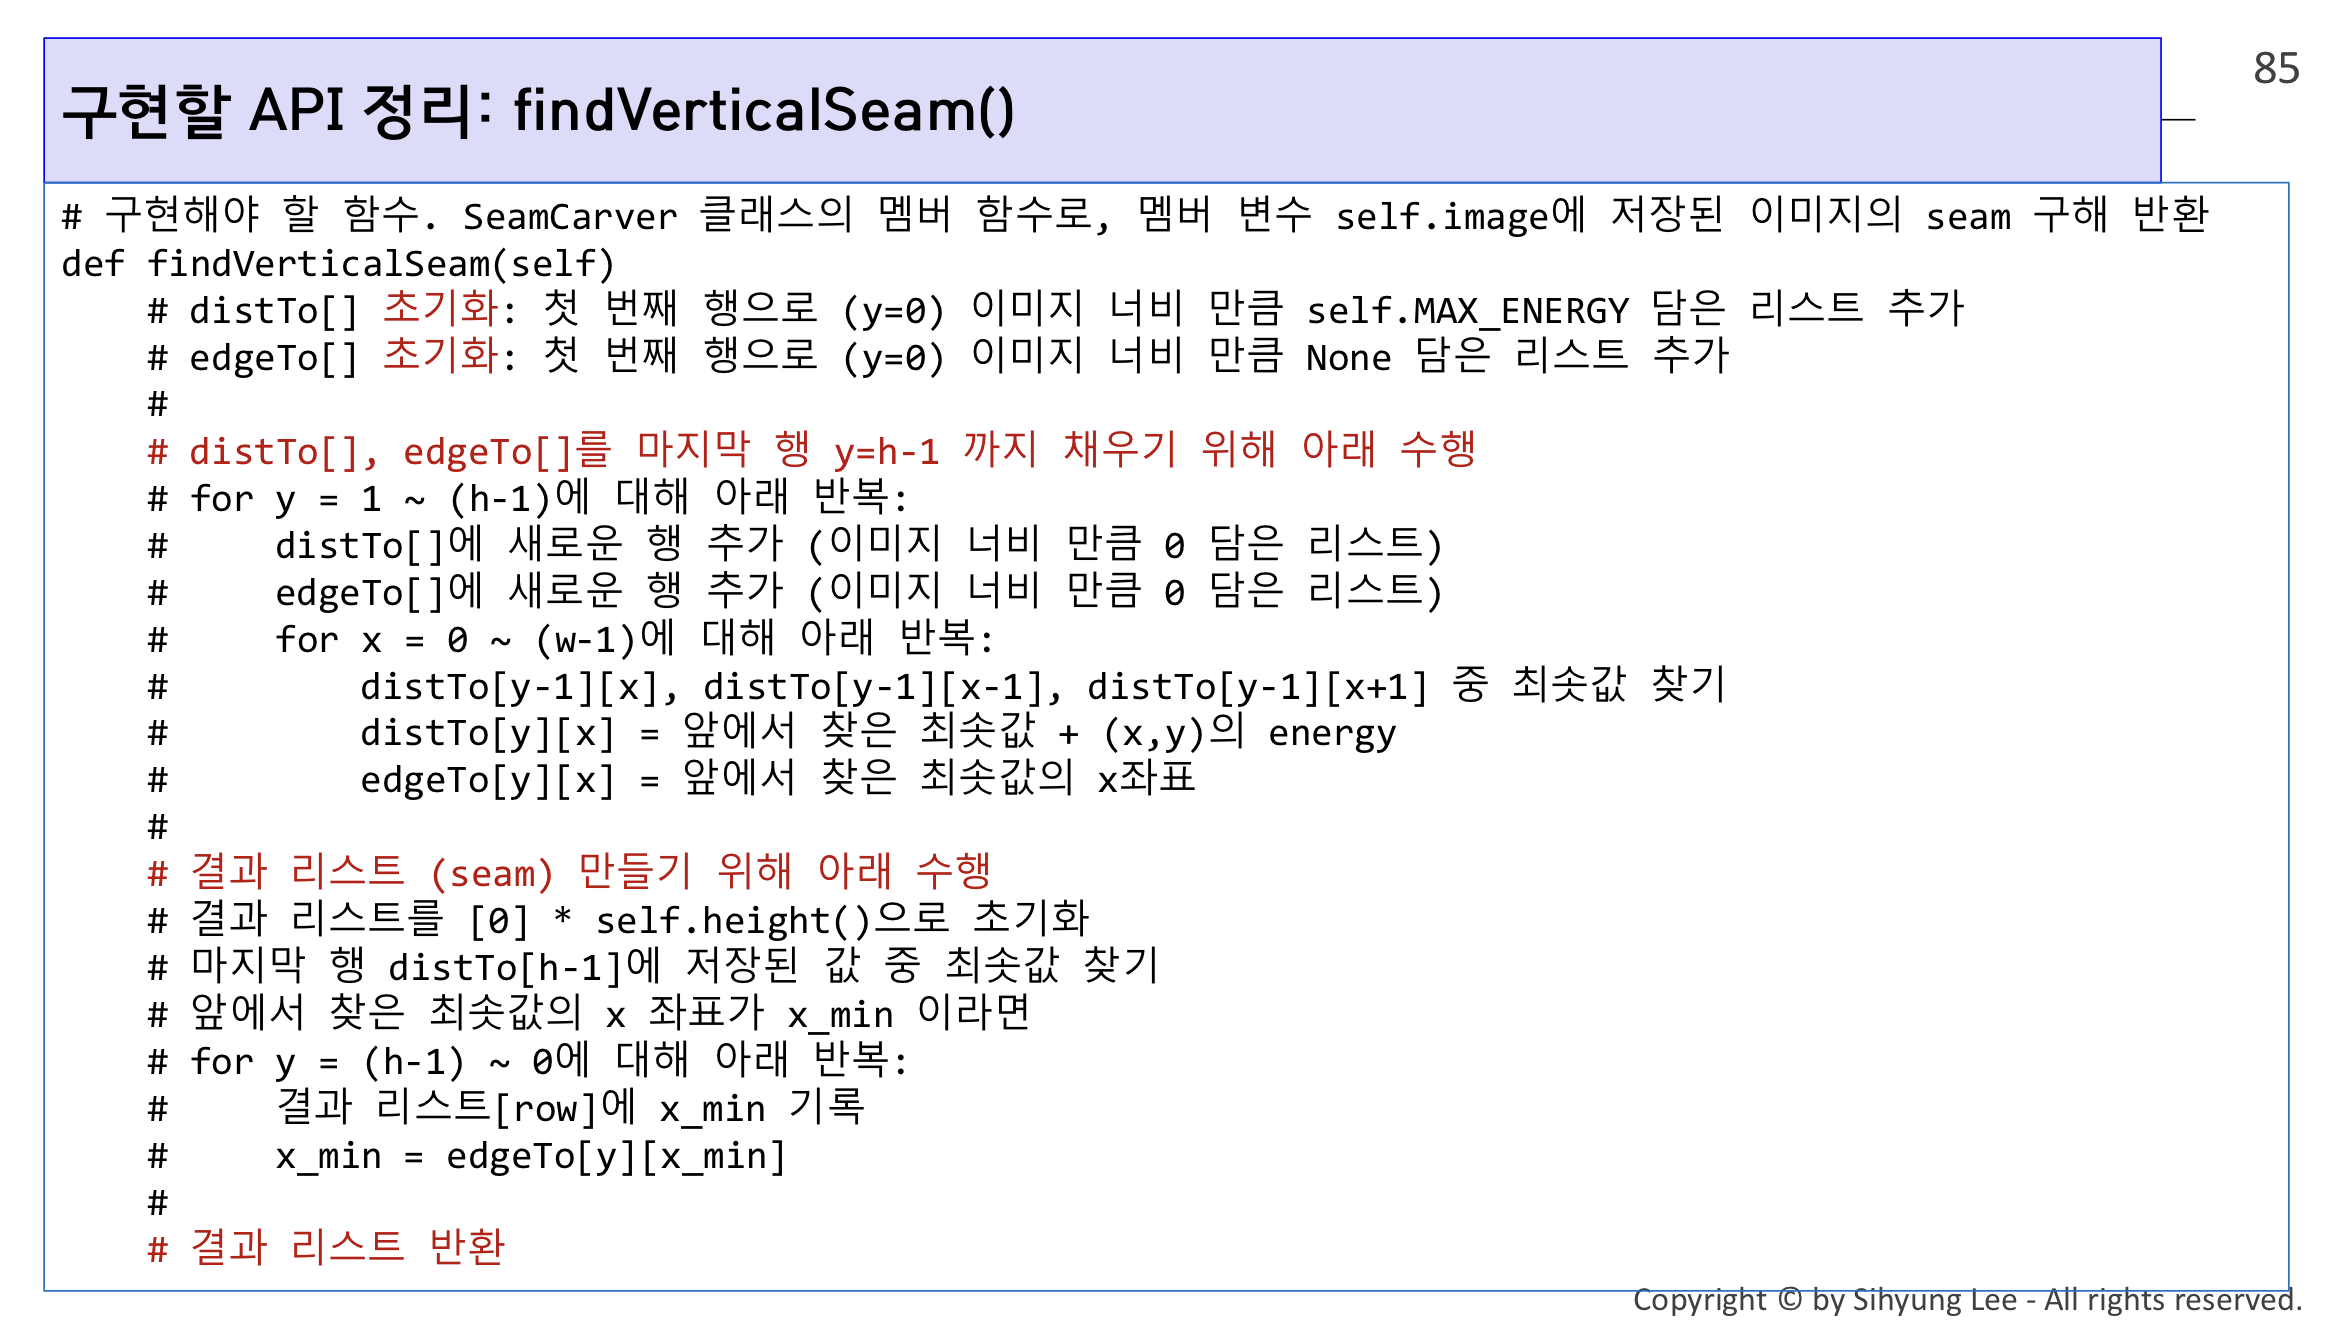 85
구현할 API 정리: findVerticalSeam()
# 구현해야 할 함수. SeamCarver 클래스의 멤버 함수로, 멤버 변수 self.image에 저장된 이미지의 seam 구해 반환
def findVerticalSeam(self)
    # distTo[] 초기화: 첫 번째 행으로 (y=0) 이미지 너비 만큼 self.MAX_ENERGY 담은 리스트 추가
    # edgeTo[] 초기화: 첫 번째 행으로 (y=0) 이미지 너비 만큼 None 담은 리스트 추가
    #
    # distTo[], edgeTo[]를 마지막 행 y=h-1 까지 채우기 위해 아래 수행
    # for y = 1 ~ (h-1)에 대해 아래 반복:
    #     distTo[]에 새로운 행 추가 (이미지 너비 만큼 0 담은 리스트)
    #     edgeTo[]에 새로운 행 추가 (이미지 너비 만큼 0 담은 리스트)
    #     for x = 0 ~ (w-1)에 대해 아래 반복:
    #         distTo[y-1][x], distTo[y-1][x-1], distTo[y-1][x+1] 중 최솟값 찾기
    #         distTo[y][x] = 앞에서 찾은 최솟값 + (x,y)의 energy
    #         edgeTo[y][x] = 앞에서 찾은 최솟값의 x좌표
    #
    # 결과 리스트 (seam) 만들기 위해 아래 수행
    # 결과 리스트를 [0] * self.height()으로 초기화
    # 마지막 행 distTo[h-1]에 저장된 값 중 최솟값 찾기
    # 앞에서 찾은 최솟값의 x 좌표가 x_min 이라면
    # for y = (h-1) ~ 0에 대해 아래 반복:
    #     결과 리스트[row]에 x_min 기록
    #     x_min = edgeTo[y][x_min]
    #
    # 결과 리스트 반환
Copyright © by Sihyung Lee - All rights reserved.